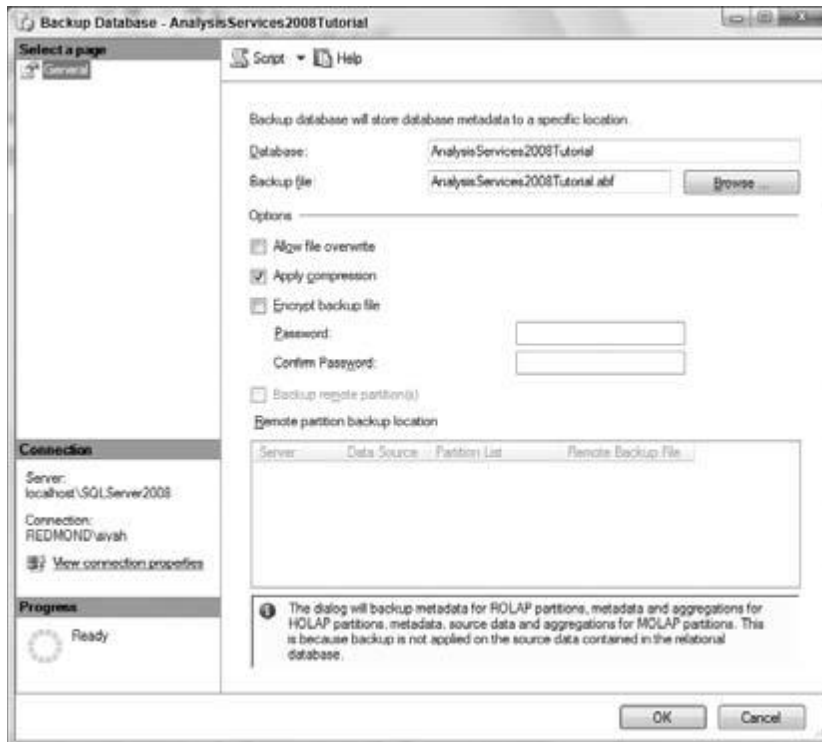 Backup Database - AnalysisServices2008Tutorial
Select a page
General
Script
Help
Backup database will store database metadata to a specific location.
Database:
AnalysisServices2008Tutorial
Backup file:
AnalysisServices2008Tutorial.abf
Browse ...
Options
Allow file overwrite
Apply compression
Encrypt backup file
Password:
Confirm Password:
Backup remote partition(s)
Remote partition backup location
Server
Data Source
Partition List
Remote Backup File
Connection
Server:
localhost\SQLServer2008
Connection:
REDMOND\sivah
View connection properties
Progress
Ready
The dialog will backup metadata for ROLAP partitions, metadata and aggregations for
HOLAP partitions, metadata, source data and aggregations for MOLAP partitions. This
is because backup is not applied on the source data contained in the relational
database.
OK
Cancel